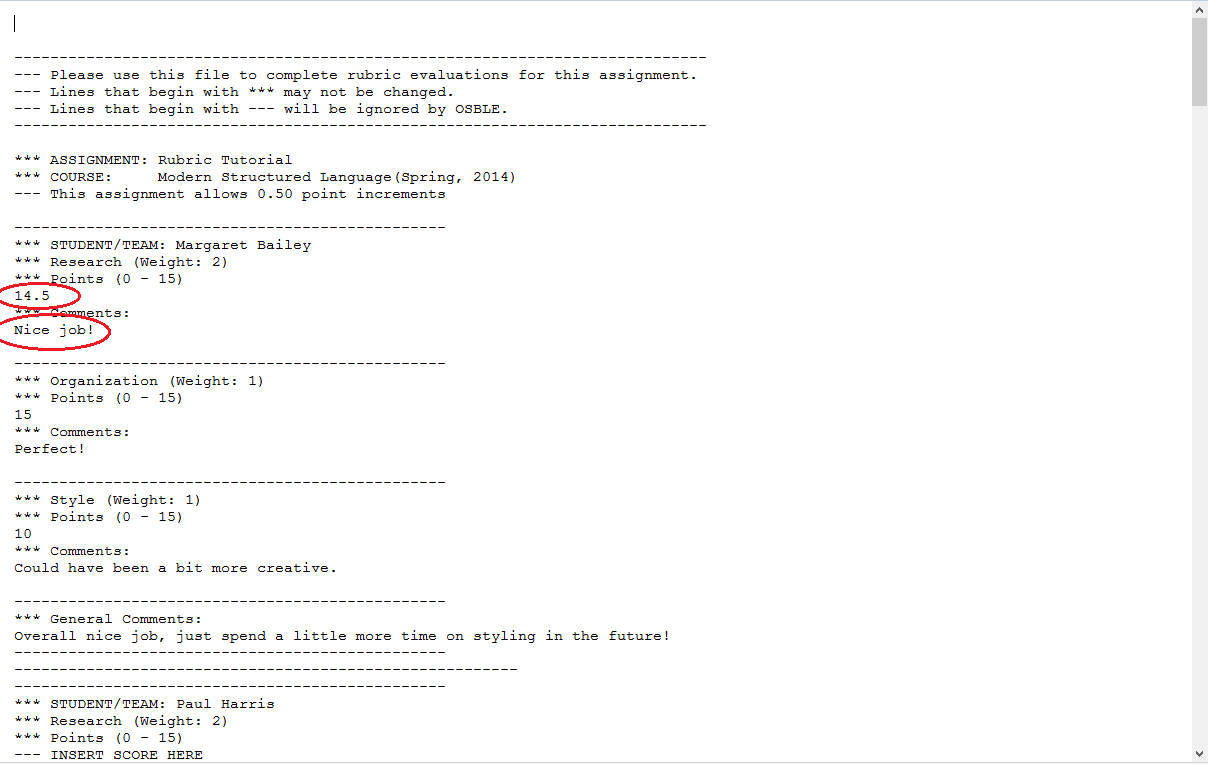 -----------------------------------------------------------------------------
--- Please use this file to complete rubric evaluations for this assignment.
--- Lines that begin with *** may not be changed.
--- Lines that begin with --- will be ignored by OSBLE.
-----------------------------------------------------------------------------
*** ASSIGNMENT: Rubric Tutorial
*** COURSE:     Modern Structured Language(Spring, 2014)
--- This assignment allows 0.50 point increments
------------------------------------------------
*** STUDENT/TEAM: Margaret Bailey
*** Research (Weight: 2)
*** Points (0 - 15)
14.5
*** Comments:
Nice job!
------------------------------------------------
*** Organization (Weight: 1)
*** Points (0 - 15)
15
*** Comments:
Perfect!
------------------------------------------------
*** Style (Weight: 1)
*** Points (0 - 15)
10
*** Comments:
Could have been a bit more creative.
------------------------------------------------
*** General Comments:
Overall nice job, just spend a little more time on styling in the future!
------------------------------------------------
--------------------------------------------------------
------------------------------------------------
*** STUDENT/TEAM: Paul Harris
*** Research (Weight: 2)
*** Points (0 - 15)
--- INSERT SCORE HERE